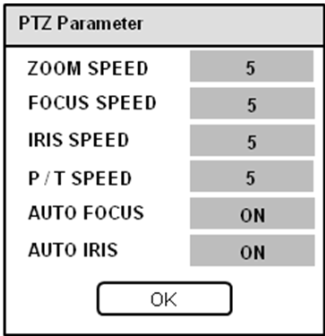 PTZ Parameter
ZOOM SPEED 5
FOCUS SPEED 5
IRIS SPEED 5
P / T SPEED 5
AUTO FOCUS ON
AUTO IRIS ON
OK